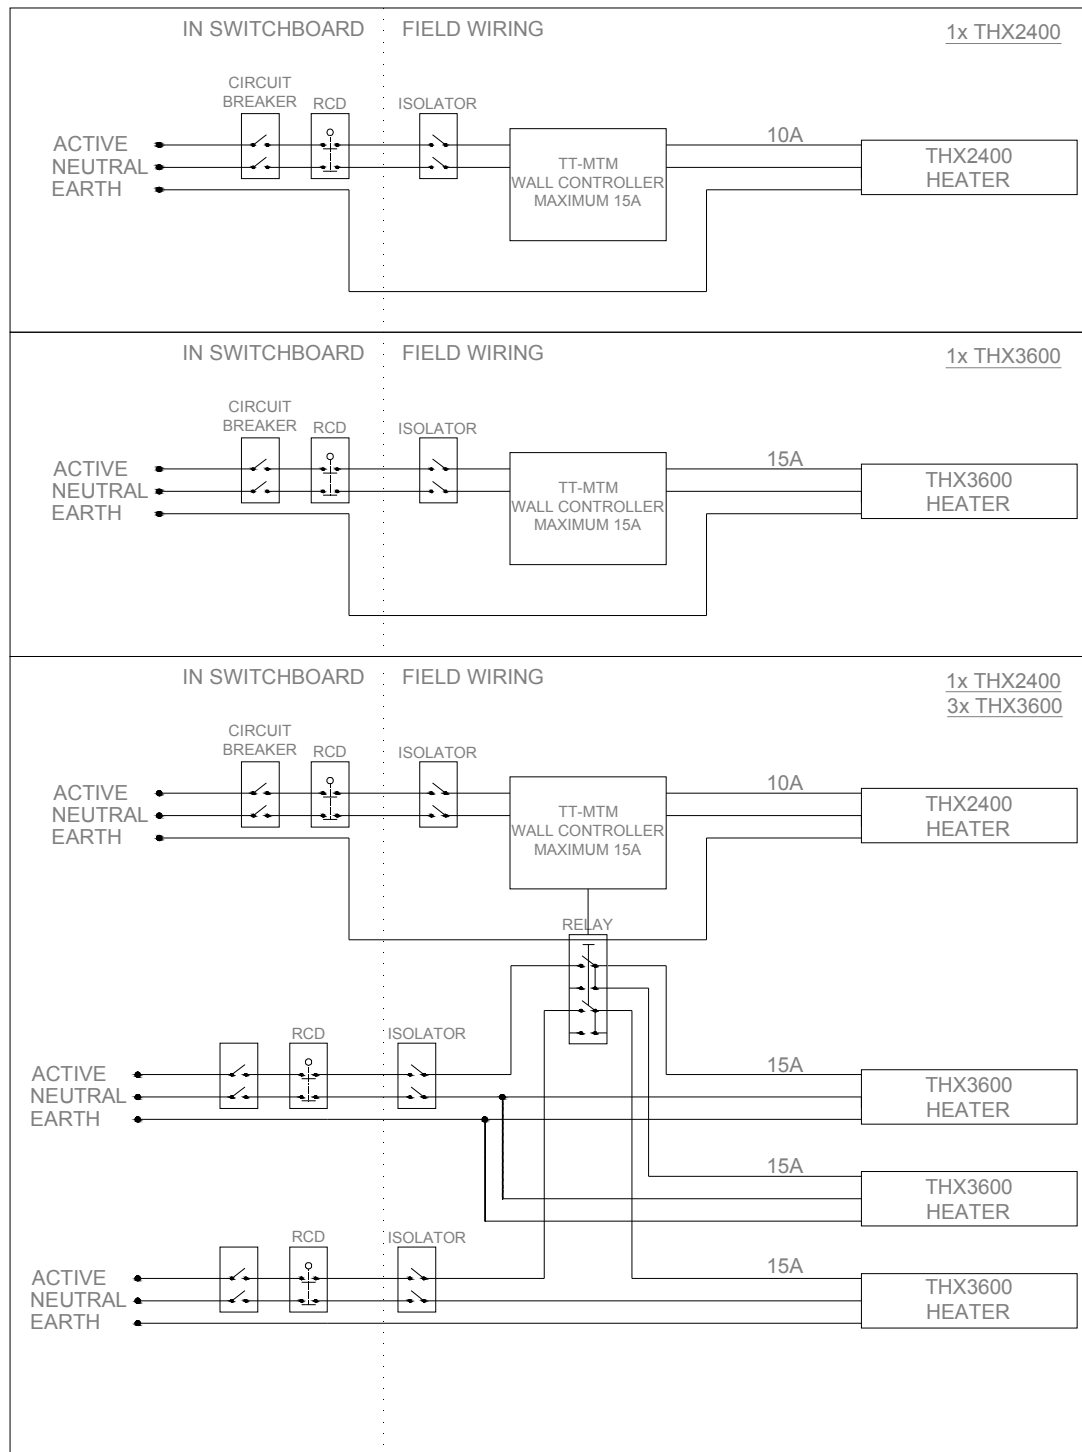 IN SWITCHBOARD FIELD WIRING 1x THX2400
CIRCUIT
BREAKER RCD ISOLATOR
ACTIVE 10A
NEUTRAL
EARTH
TT-MTM
WALL CONTROLLER
MAXIMUM 15A
THX2400
HEATER
IN SWITCHBOARD FIELD WIRING 1x THX3600
CIRCUIT
BREAKER RCD ISOLATOR
ACTIVE 15A
NEUTRAL
EARTH
TT-MTM
WALL CONTROLLER
MAXIMUM 15A
THX3600
HEATER
IN SWITCHBOARD FIELD WIRING 1x THX2400
3x THX3600
CIRCUIT
BREAKER RCD ISOLATOR
ACTIVE 10A
NEUTRAL
EARTH
TT-MTM
WALL CONTROLLER
MAXIMUM 15A
THX2400
HEATER
RELAY
RCD ISOLATOR
ACTIVE 15A
NEUTRAL
EARTH
THX3600
HEATER
15A
THX3600
HEATER
RCD ISOLATOR
ACTIVE 15A
NEUTRAL
EARTH
THX3600
HEATER